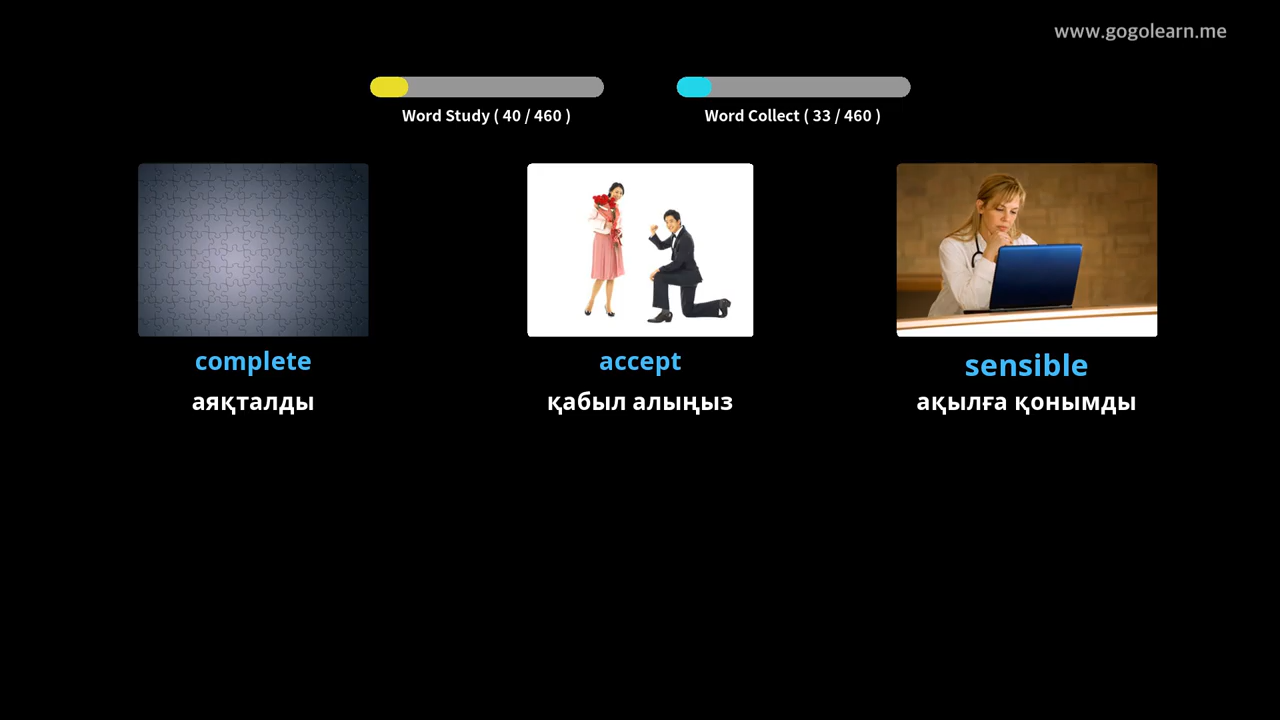 www.gogolearn.me
Word Study ( 40 / 460 )
Word Collect ( 33 / 460 )
complete
accept
sensible
аяқталды
қабыл алыңыз
ақылға қонымды